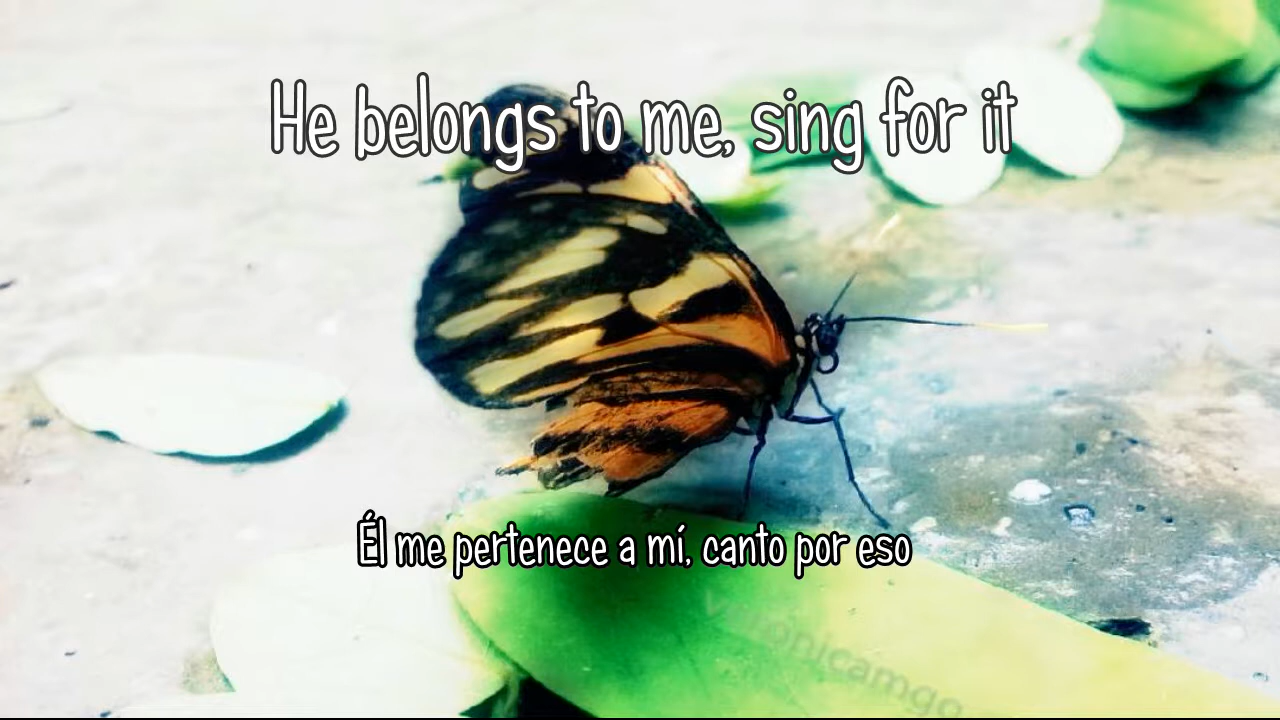 He belongs to me, sing for it
Él me pertenece a mí, canto por eso